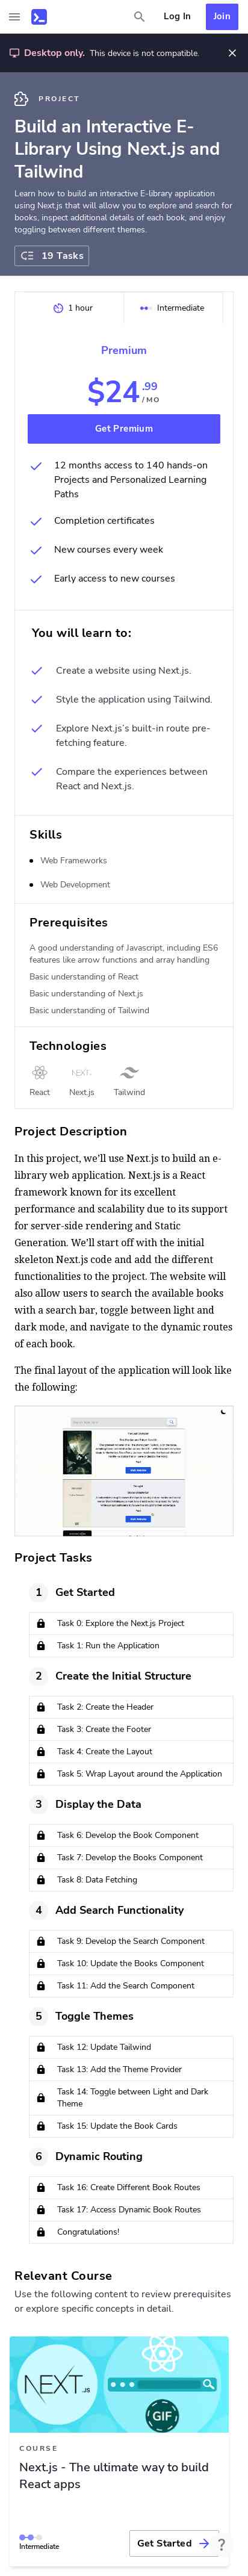 Log In
Join
Desktop only. This device is not compatible.
PROJECT
Build an Interactive E-
Library Using Next.js and
Tailwind
Learn how to build an interactive E-library application
using Next.js that will allow you to explore and search for
books, inspect additional details of each book, and enjoy
toggling between different themes.
19 Tasks
1 hour
Intermediate
Premium
$24.99
/ MO
Get Premium
12 months access to 140 hands-on
Projects and Personalized Learning
Paths
Completion certificates
New courses every week
Early access to new courses
You will learn to:
Create a website using Next.js.
Style the application using Tailwind.
Explore Next.js’s built-in route pre-
fetching feature.
Compare the experiences between
React and Next.js.
Skills
Web Frameworks
Web Development
Prerequisites
A good understanding of Javascript, including ES6
features like arrow functions and array handling
Basic understanding of React
Basic understanding of Next.js
Basic understanding of Tailwind
Technologies
NEXT.JS
React
Next.js
Tailwind
Project Description
In this project, we’ll use Next.js to build an e-
library web application. Next.js is a React
framework known for its excellent
performance and scalability due to its support
for server-side rendering and Static
Generation. We’ll start off with the initial
skeleton Next.js code and add the different
functionalities to the project. The website will
also allow users to search the available books
with a search bar, toggle between light and
dark mode, and navigate to the dynamic routes
of each book.
The final layout of the application will look like
the following:
Project Tasks
1
Get Started
Task 0: Explore the Next.js Project
Task 1: Run the Application
2
Create the Initial Structure
Task 2: Create the Header
Task 3: Create the Footer
Task 4: Create the Layout
Task 5: Wrap Layout around the Application
3
Display the Data
Task 6: Develop the Book Component
Task 7: Develop the Books Component
Task 8: Data Fetching
4
Add Search Functionality
Task 9: Develop the Search Component
Task 10: Update the Books Component
Task 11: Add the Search Component
5
Toggle Themes
Task 12: Update Tailwind
Task 13: Add the Theme Provider
Task 14: Toggle between Light and Dark
Theme
Task 15: Update the Book Cards
6
Dynamic Routing
Task 16: Create Different Book Routes
Task 17: Access Dynamic Book Routes
Congratulations!
Relevant Course
Use the following content to review prerequisites
or explore specific concepts in detail.
NEXT.JS
GIF
COURSE
Next.js - The ultimate way to build
React apps
Intermediate
Get Started
?